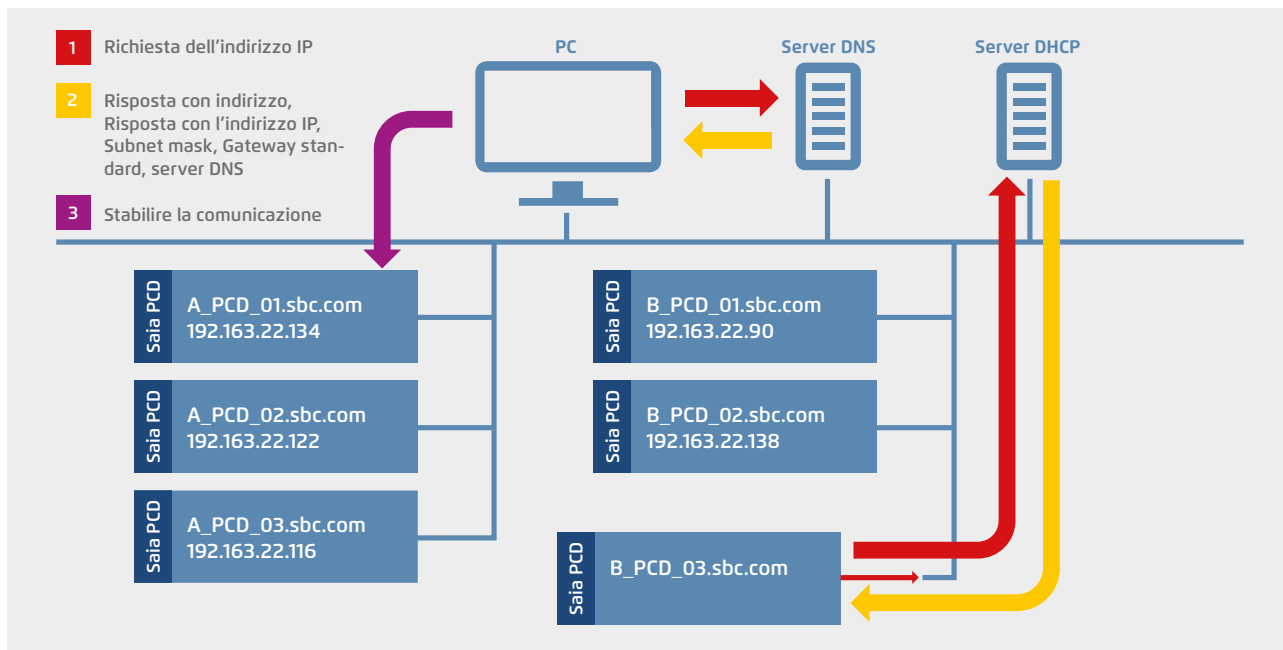 1 Richiesta dell’indirizzo IP
2 Risposta con indirizzo,
Risposta con l’indirizzo IP,
Subnet mask, Gateway stan-
dard, server DNS
3 Stabilire la comunicazione
PC
Server DNS
Server DHCP
Saia PCD
A_PCD_01.sbc.com
192.163.22.134
Saia PCD
A_PCD_02.sbc.com
192.163.22.122
Saia PCD
A_PCD_03.sbc.com
192.163.22.116
Saia PCD
B_PCD_01.sbc.com
192.163.22.90
Saia PCD
B_PCD_02.sbc.com
192.163.22.138
Saia PCD
B_PCD_03.sbc.com